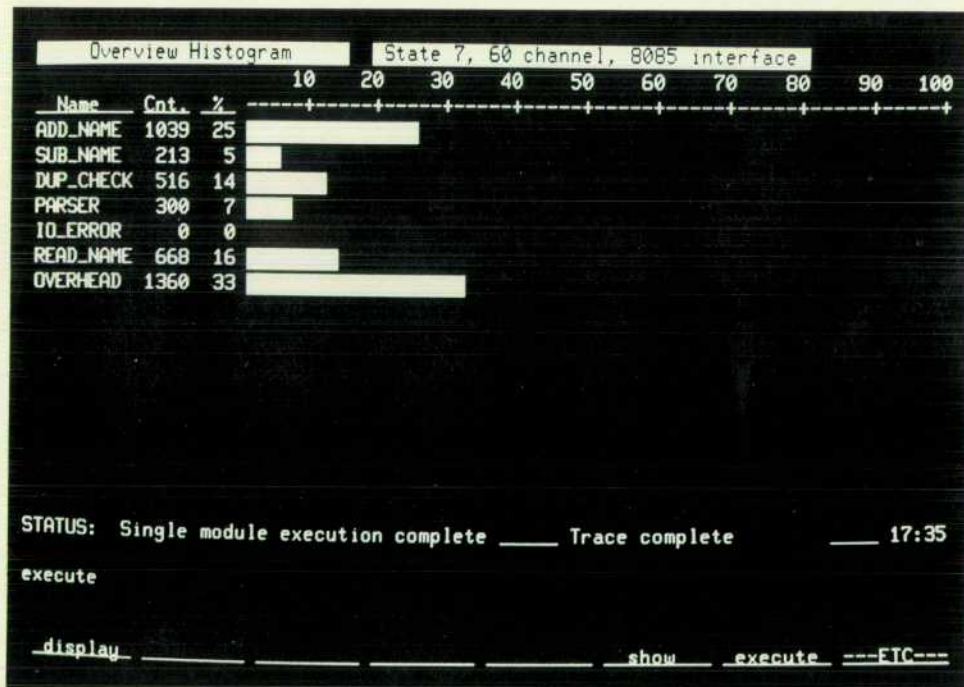 Overview Histogram State 7, 60 channel, 8085 interface
10 20 30 40 50 60 70 80 90 100
Name Cnt. % ------+------+------+------+------+------+------+------+------+------+
ADD_NAME 1039 25
SUB_NAME 213 5
DUP_CHECK 516 14
PARSER 300 7
IO_ERROR 0 0
READ_NAME 668 16
OVERHEAD 1360 33
STATUS: Single module execution complete ____ Trace complete ____ 17:35
execute
display show execute ---ETC---